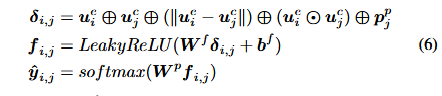 δ_{i,j} = u_i^e ⊕ u_j^c ⊕ (‖u_i^e − u_j^c‖) ⊕ (u_i^e ⊙ u_j^c) ⊕ p_j^p
f_{i,j} = LeakyReLU(W^f δ_{i,j} + b^f) (6)
ŷ_{i,j} = softmax(W^p f_{i,j})